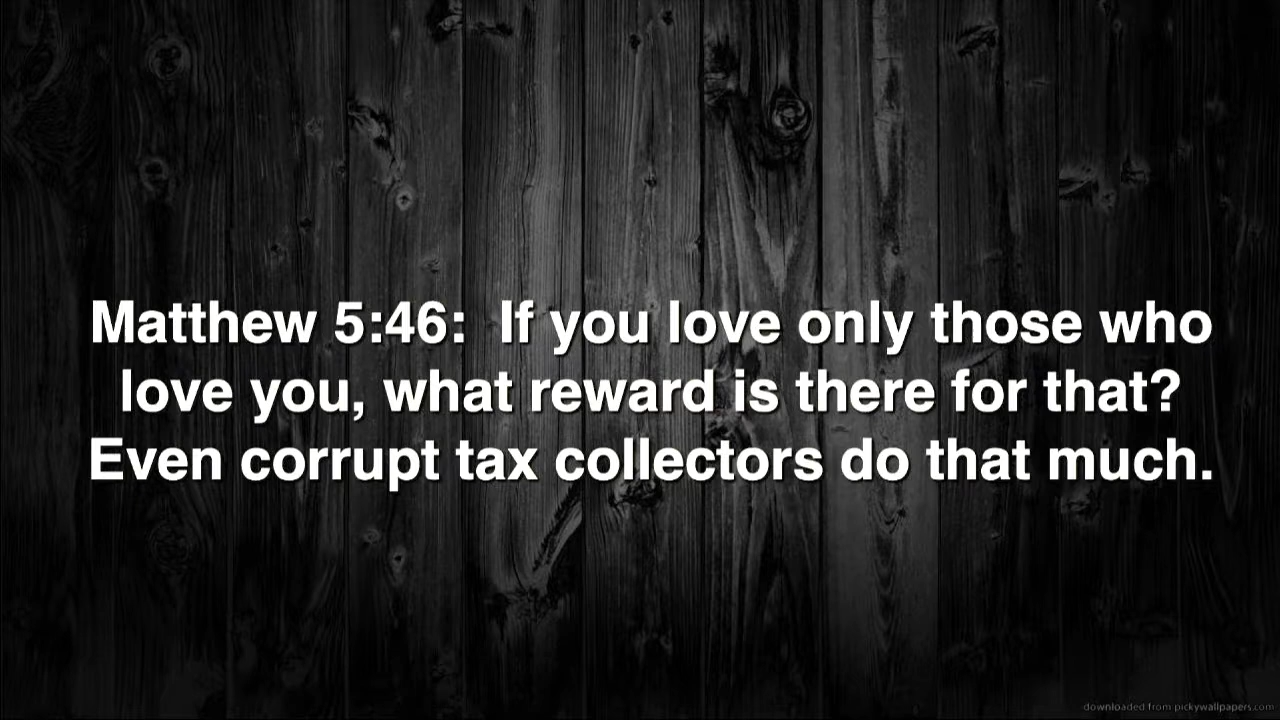 Matthew 5:46:  If you love only those who
love you, what reward is there for that?
Even corrupt tax collectors do that much.
downloaded from pickywallpapers.com